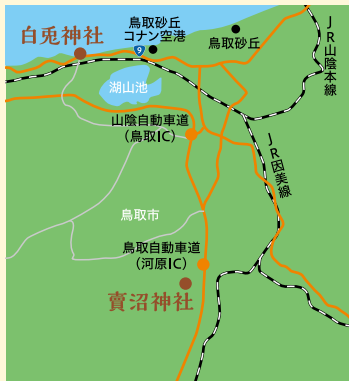 鳥取砂丘
コナン空港
白兎神社
9
鳥取砂丘
JR山陰本線
湖山池
山陰自動車道
（鳥取IC）
JR因美線
鳥取市
鳥取自動車道
（河原IC）
賣沼神社